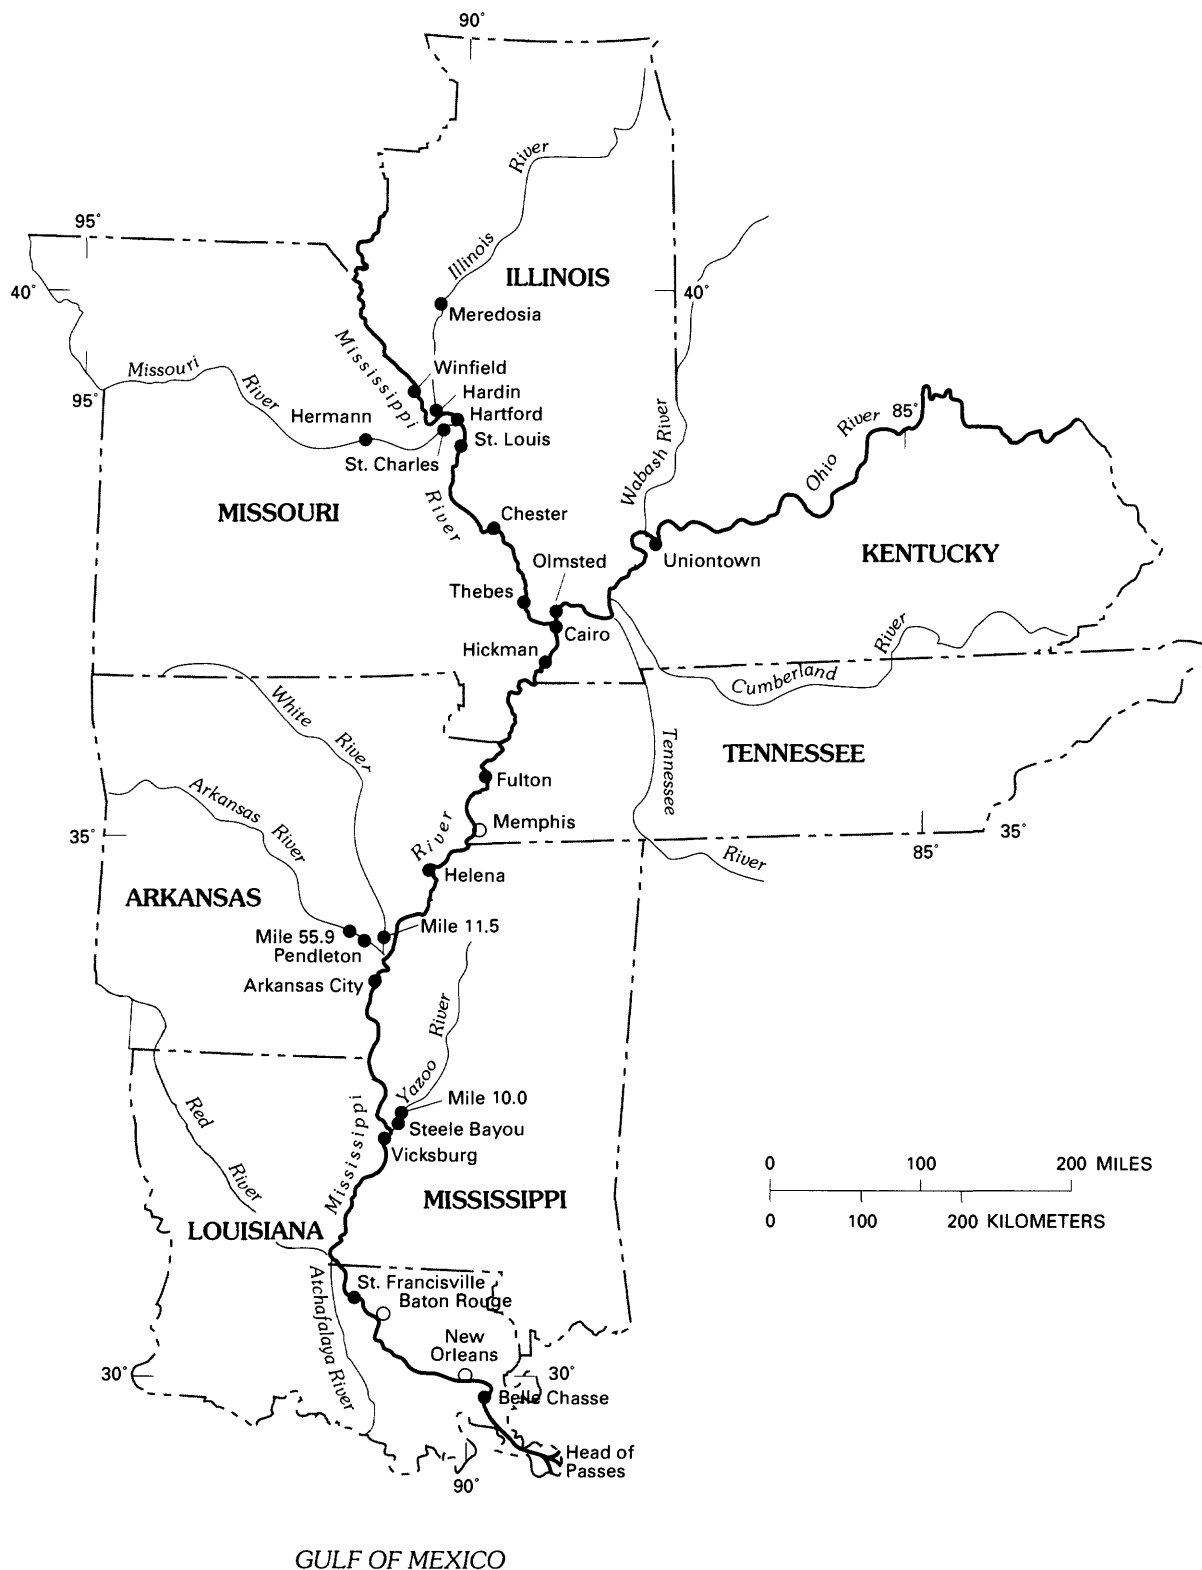 90°
River
95°
Illinois
ILLINOIS
40°
40°
Meredosia
Mississippi
Missouri
Winfield
95°
River
Hardin
Hermann
Hartford
River
85°
St. Louis
St. Charles
Wabash River
Ohio
River
MISSOURI
Chester
Olmsted
Uniontown
KENTUCKY
Thebes
Cairo
Hickman
River
Cumberland
White
River
Tennessee
TENNESSEE
Fulton
Arkansas
River
Memphis
35°
River
85°
35°
River
Helena
ARKANSAS
Mile 11.5
Mile 55.9
Pendleton
Arkansas City
River
Yazoo
Mile 10.0
Red
Mississippi
Steele Bayou
Vicksburg
0 100 200 MILES
River
MISSISSIPPI
0 100 200 KILOMETERS
LOUISIANA
St. Francisville
Baton Rouge
Atchafalaya River
New
Orleans
30°
30°
Belle Chasse
Head of
Passes
90°
GULF OF MEXICO